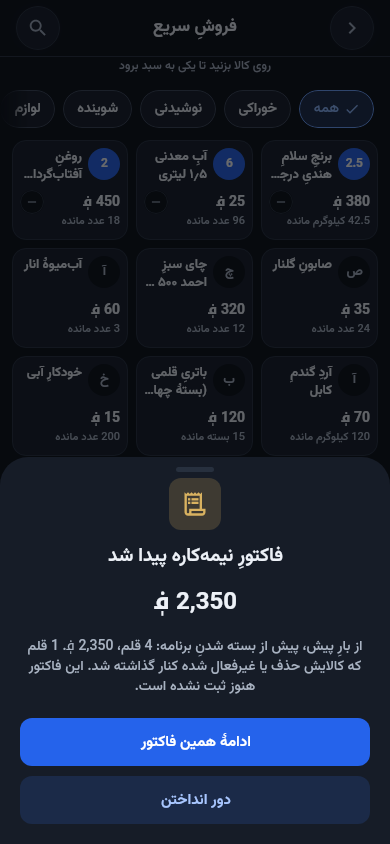 فروشِ سریع
روی کالا بزنید تا یکی به سبد برود
همه
خوراکی
نوشیدنی
شوینده
لوازم
2.5
برنجِ سلامِ
هندیِ درجـ...
380 ؋
42.5 کیلوگرم مانده
6
آبِ معدنی
۱٫۵ لیتری
25 ؋
96 عدد مانده
2
روغنِ
آفتاب‌گردا...
450 ؋
18 عدد مانده
ص
صابونِ گلنار
35 ؋
24 عدد مانده
چ
چای سبزِ
احمد ۵۰۰ ...
320 ؋
12 عدد مانده
آ
آب‌میوهٔ انار
60 ؋
3 عدد مانده
آ
آردِ گندمِ
کابل
70 ؋
120 کیلوگرم مانده
ب
باتریِ قلمی
(بستهٔ چها...
120 ؋
15 بسته مانده
خ
خودکارِ آبی
15 ؋
200 عدد مانده
فاکتورِ نیمه‌کاره پیدا شد
2,350 ؋
از بارِ پیش، پیش از بسته شدنِ برنامه: 4 قلم، 2,350 ؋. 1 قلم
که کالایش حذف یا غیرفعال شده کنار گذاشته شد. این فاکتور
هنوز ثبت نشده است.
ادامهٔ همین فاکتور
دور انداختن